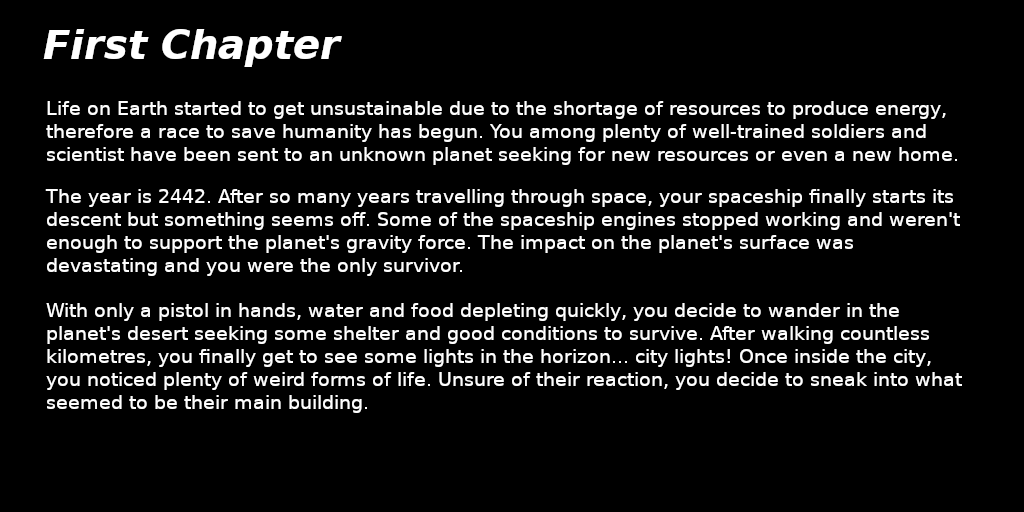 First Chapter
Life on Earth started to get unsustainable due to the shortage of resources to produce energy,
therefore a race to save humanity has begun. You among plenty of well-trained soldiers and
scientist have been sent to an unknown planet seeking for new resources or even a new home.
The year is 2442. After so many years travelling through space, your spaceship finally starts its
descent but something seems off. Some of the spaceship engines stopped working and weren't
enough to support the planet's gravity force. The impact on the planet's surface was
devastating and you were the only survivor.
With only a pistol in hands, water and food depleting quickly, you decide to wander in the
planet's desert seeking some shelter and good conditions to survive. After walking countless
kilometres, you finally get to see some lights in the horizon... city lights! Once inside the city,
you noticed plenty of weird forms of life. Unsure of their reaction, you decide to sneak into what
seemed to be their main building.